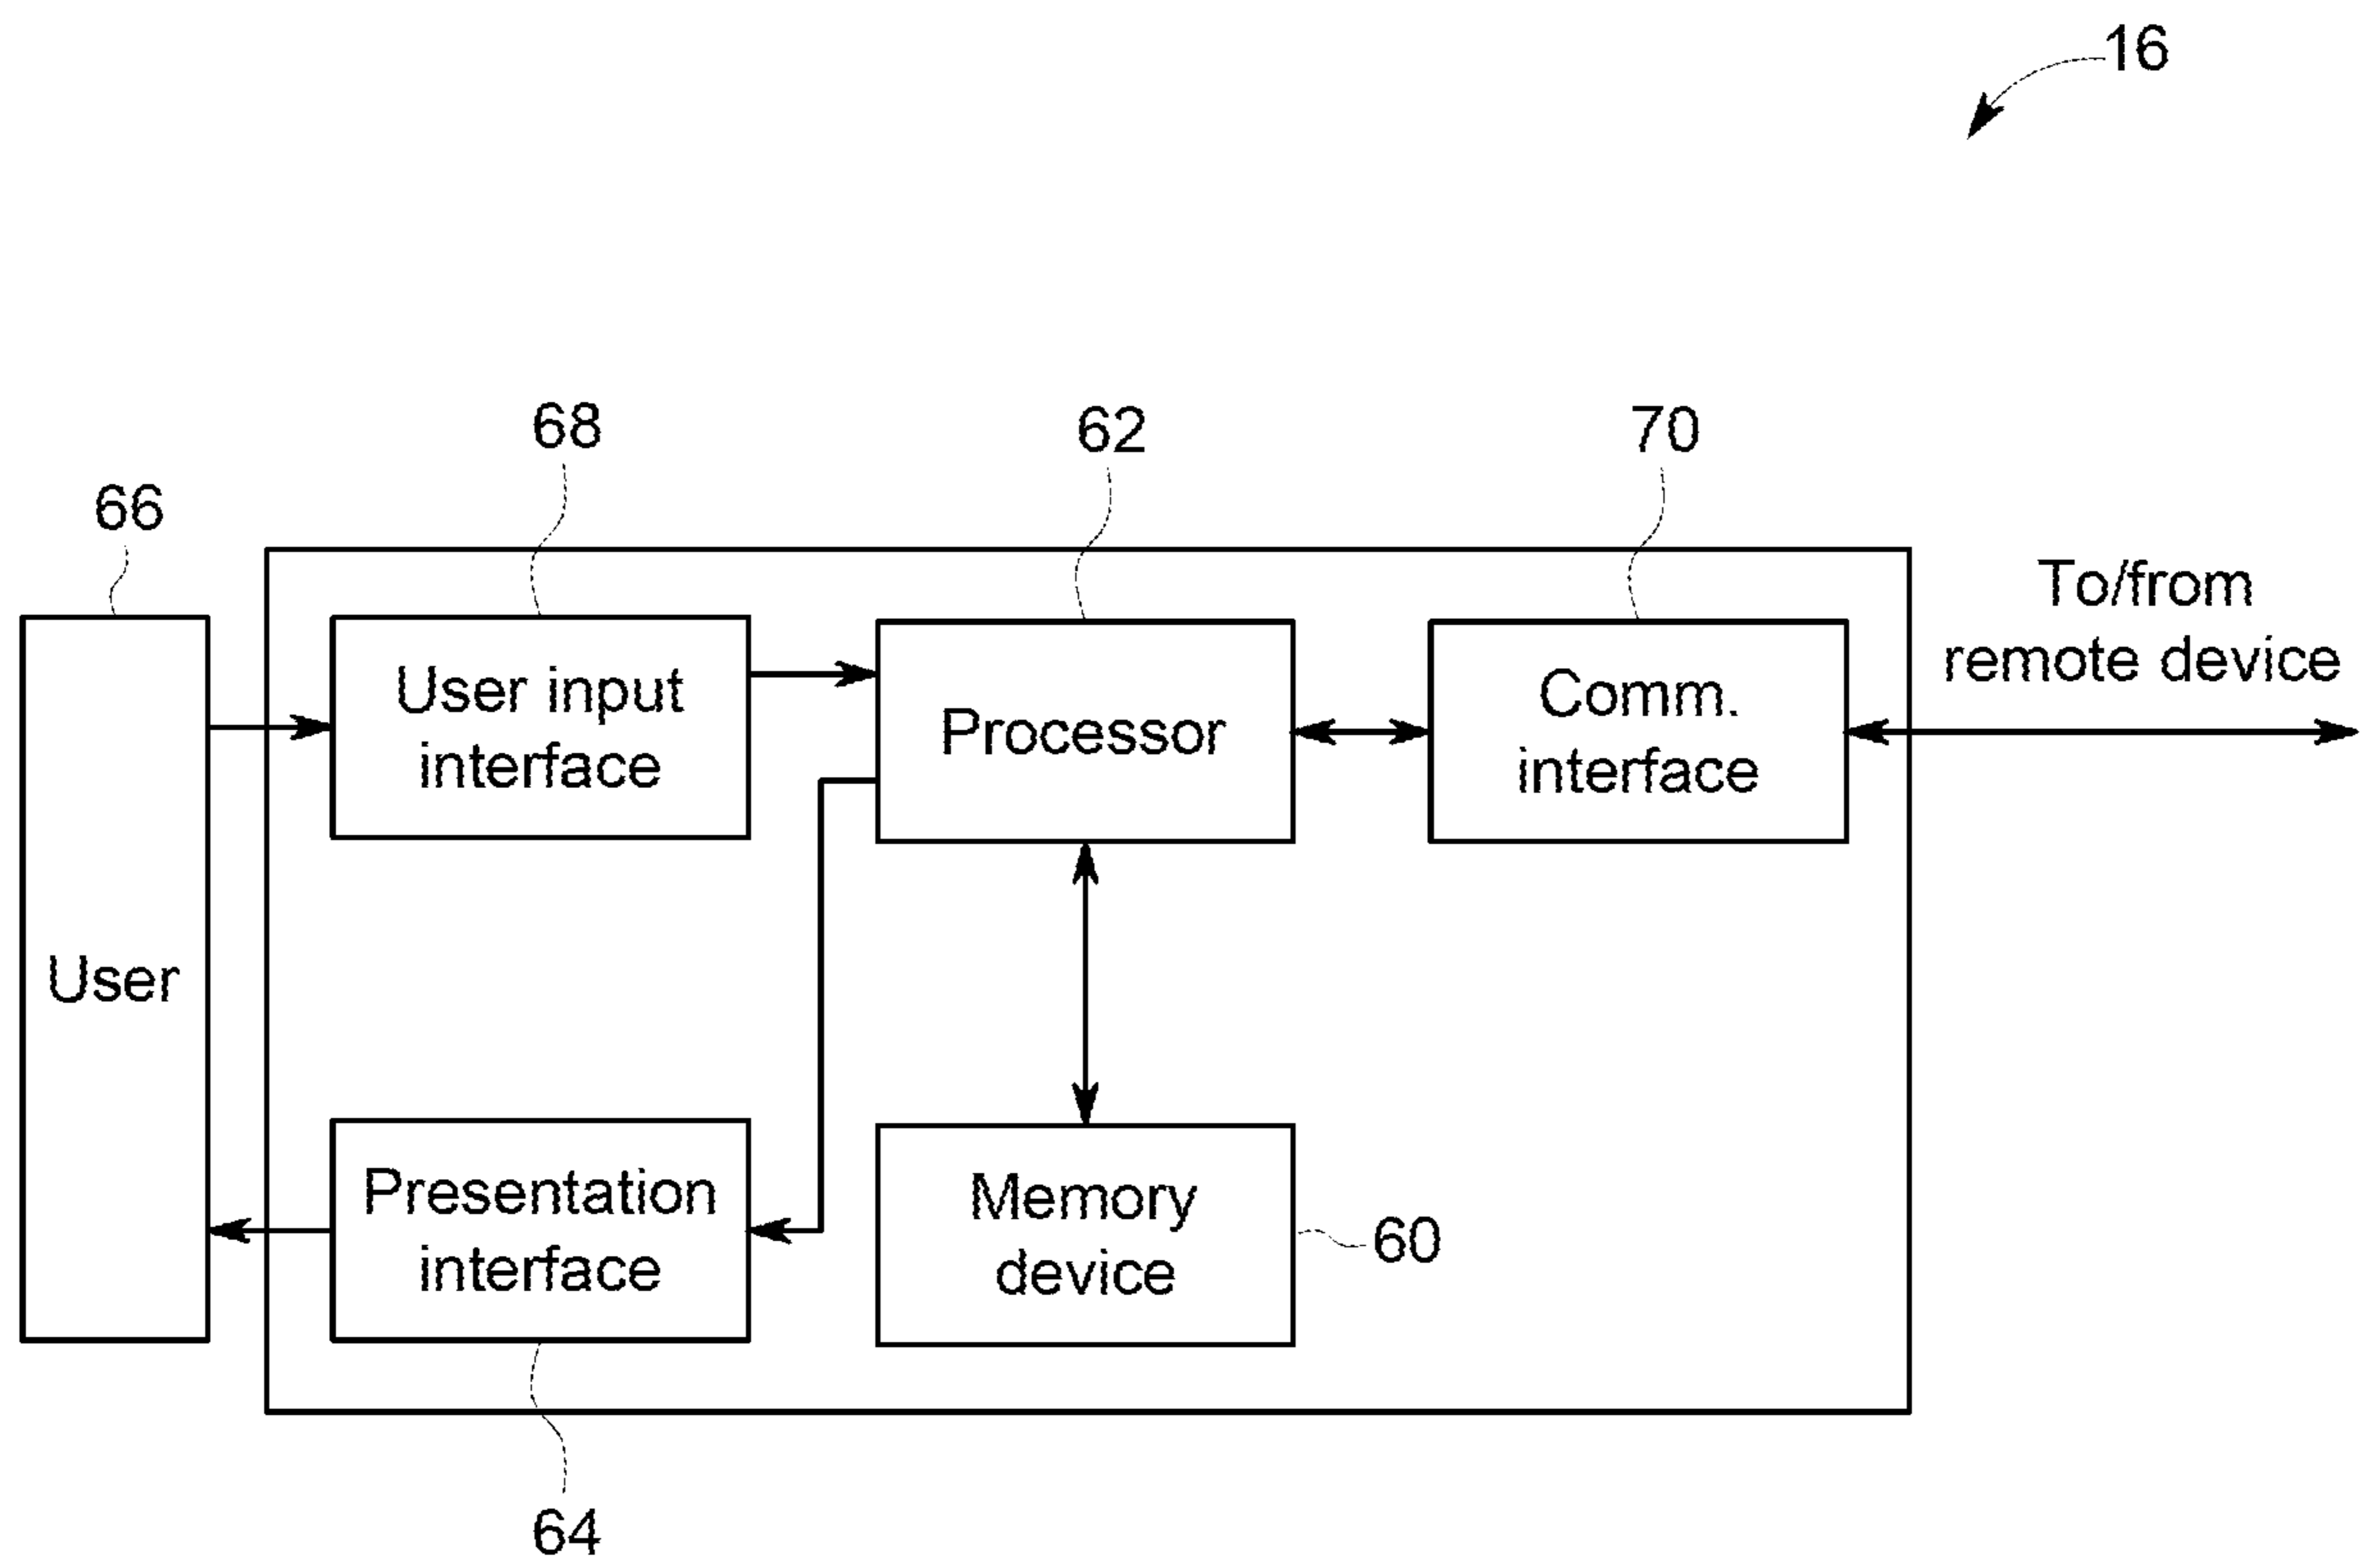 16
68
62
70
66
To/from
remote device
User input
interface
Processor
Comm.
interface
User
Presentation
interface
Memory
device
60
64